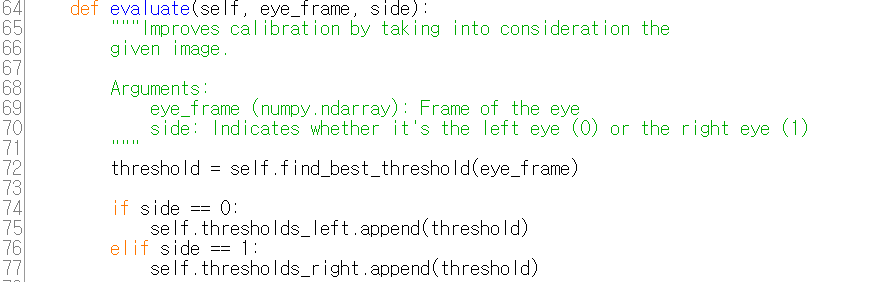 64 def evaluate(self, eye_frame, side):
65 """Improves calibration by taking into consideration the
66 given image.
67
68 Arguments:
69 eye_frame (numpy.ndarray): Frame of the eye
70 side: Indicates whether it's the left eye (0) or the right eye (1)
71 """
72 threshold = self.find_best_threshold(eye_frame)
73
74 if side == 0:
75 self.thresholds_left.append(threshold)
76 elif side == 1:
77 self.thresholds_right.append(threshold)